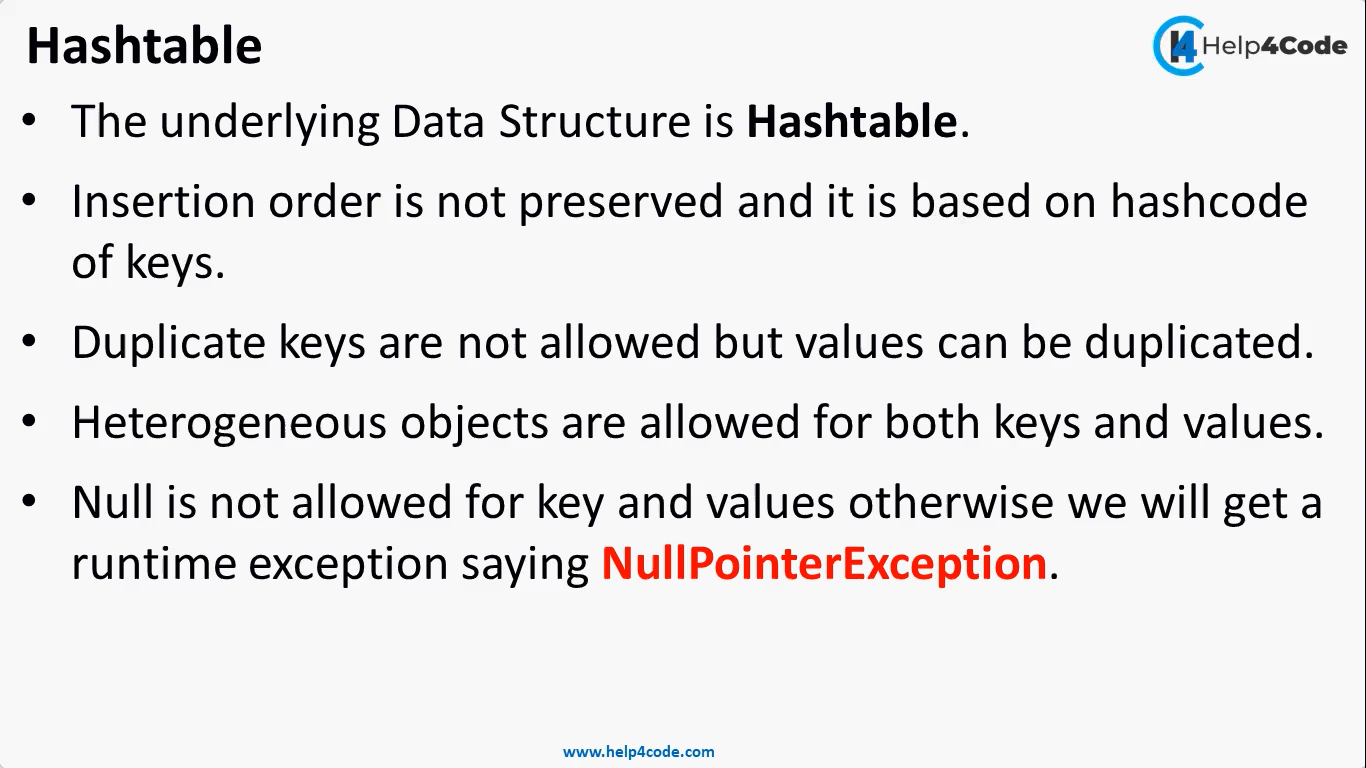 Hashtable
Help4Code
• The underlying Data Structure is Hashtable.
• Insertion order is not preserved and it is based on hashcode
of keys.
• Duplicate keys are not allowed but values can be duplicated.
• Heterogeneous objects are allowed for both keys and values.
• Null is not allowed for key and values otherwise we will get a
runtime exception saying NullPointerException.
www.help4code.com